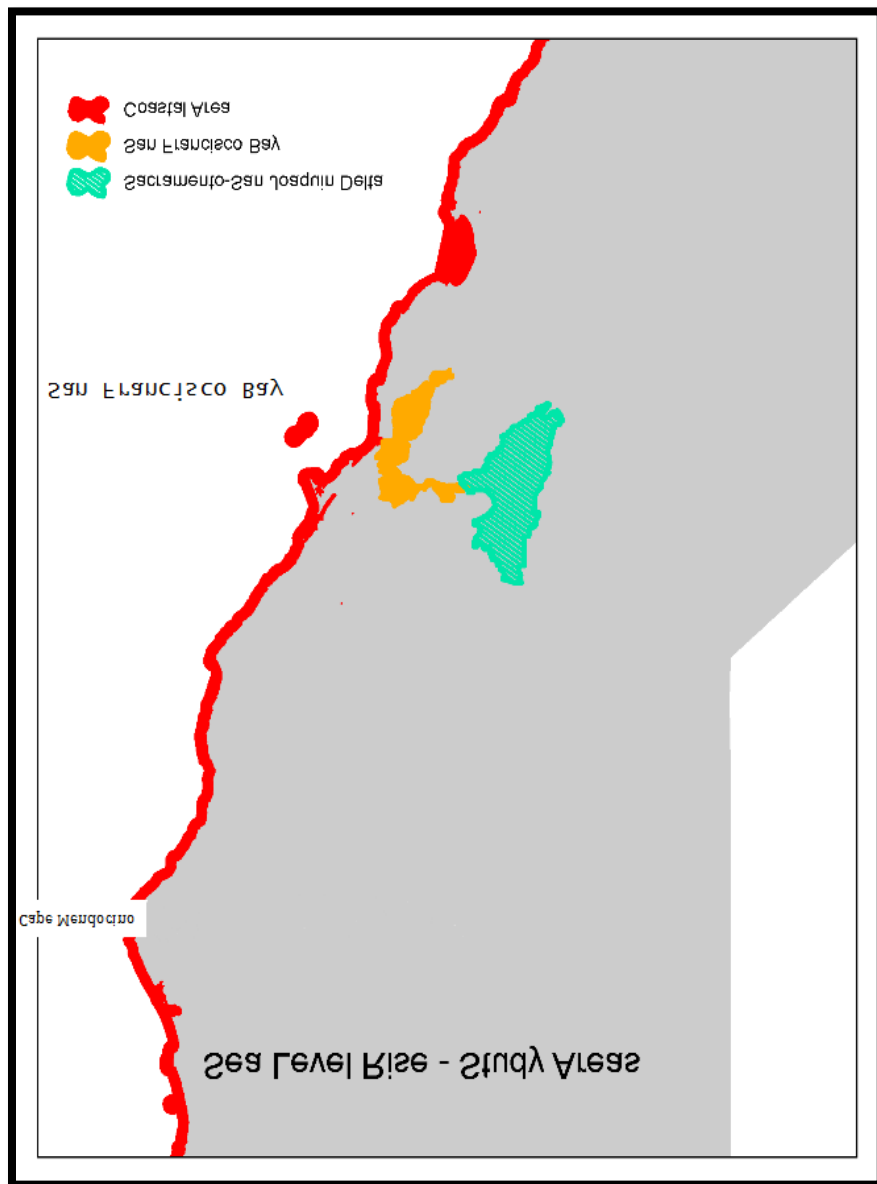 Sea Level Rise - Study Areas
Cape Mendocino
San Francisco Bay
Sacramento-San Joaquin Delta
San Francisco Bay
Coastal Area